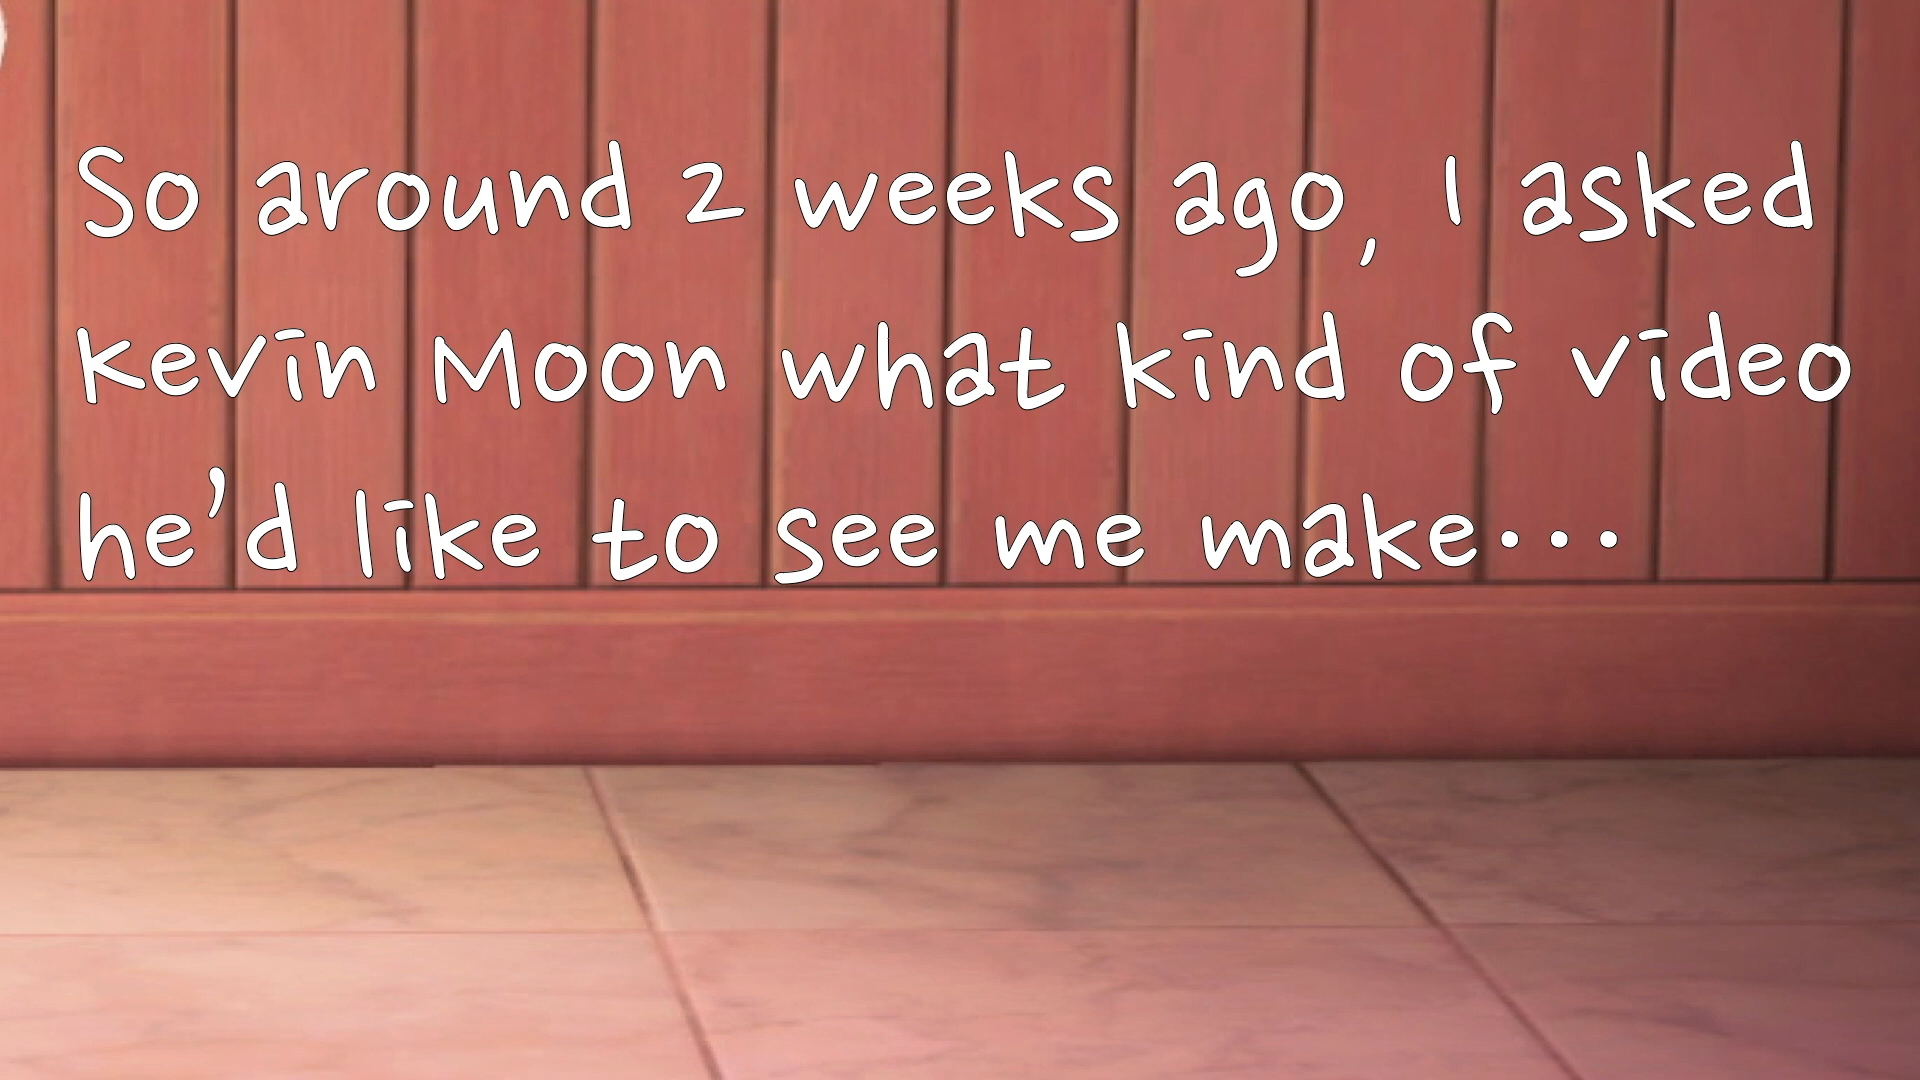 So around 2 weeks ago, I asked
Kevin Moon what kind of video
he'd like to see me make...